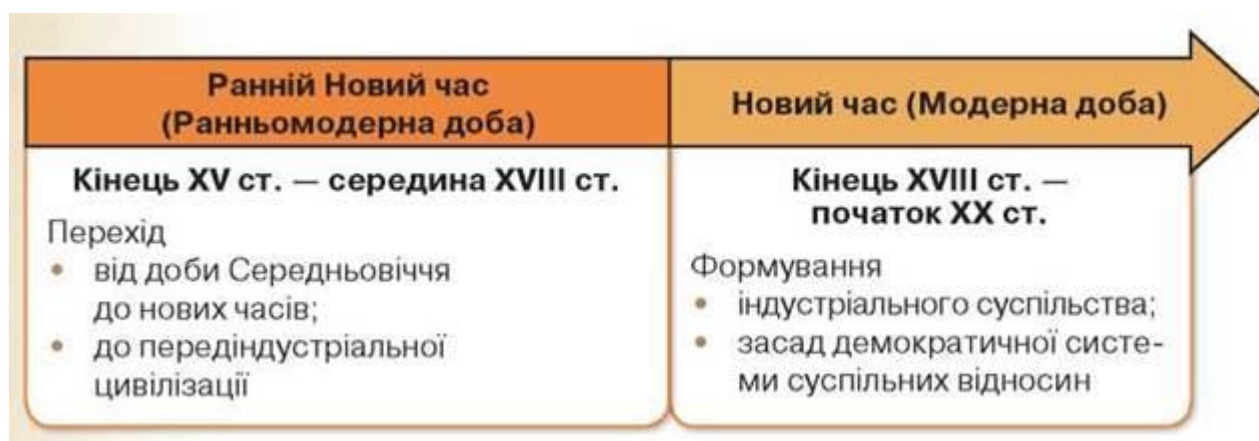 Ранній Новий час
(Ранньомодерна доба)
Кінець XV ст. — середина XVIII ст.
Перехід
• від доби Середньовіччя
до нових часів;
• до передіндустріальної
цивілізації
Новий час (Модерна доба)
Кінець XVIII ст. —
початок XX ст.
Формування
• індустріального суспільства;
• засад демократичної систе-
ми суспільних відносин